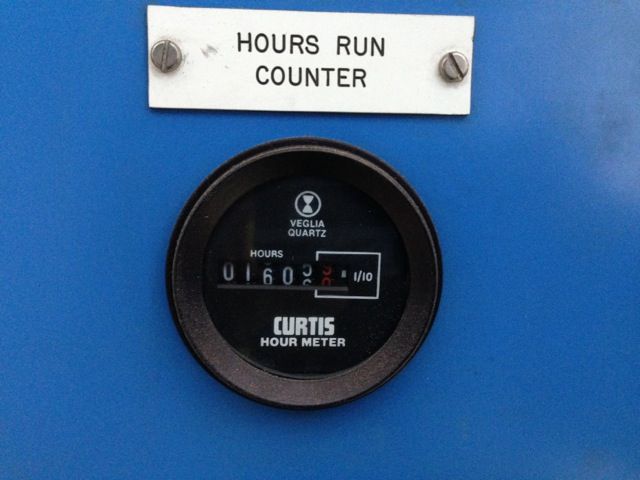 HOURS RUN
COUNTER
VEGLIA
QUARTZ
HOURS
0160
1/10
CURTIS
HOUR METER